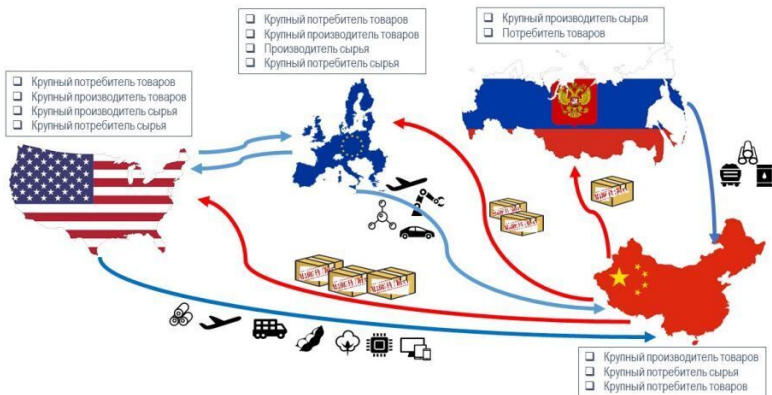 Крупный потребитель товаров
Крупный производитель товаров
Производитель сырья
Крупный потребитель сырья
Крупный производитель сырья
Потребитель товаров
Крупный потребитель товаров
Крупный производитель товаров
Крупный производитель сырья
Крупный потребитель сырья
Крупный производитель товаров
Крупный потребитель сырья
Крупный потребитель товаров